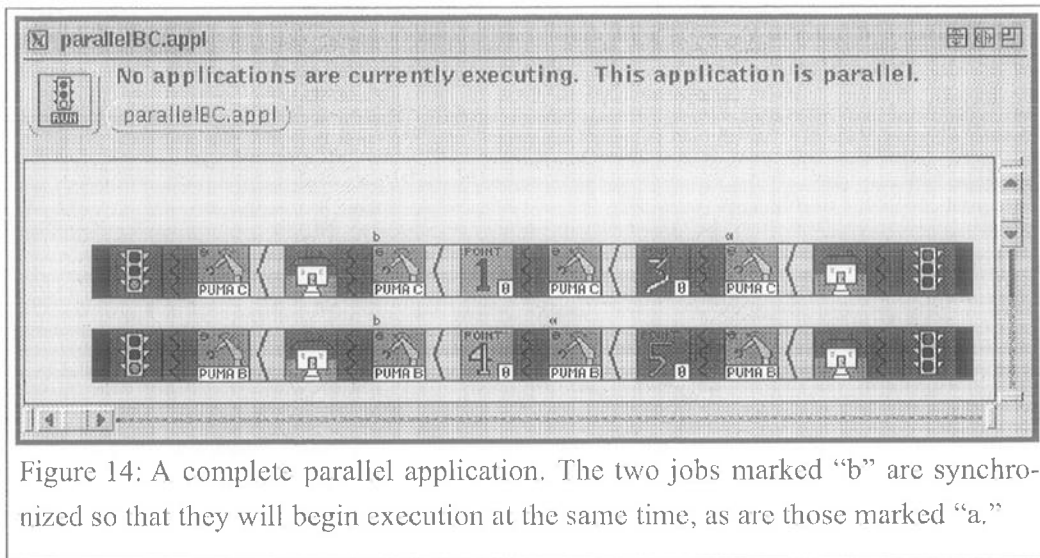 parallelBC.appl
No applications are currently executing. This application is parallel.
RUN
parallelBC.appl
b a
POINT
PUMA C PUMA C 1 0 PUMA C 3 0 PUMA C
b a
POINT POINT
PUMA B PUMA B 4 0 PUMA B 5 0 PUMA B
Figure 14: A complete parallel application. The two jobs marked “b” are synchro-
nized so that they will begin execution at the same time, as are those marked “a.”